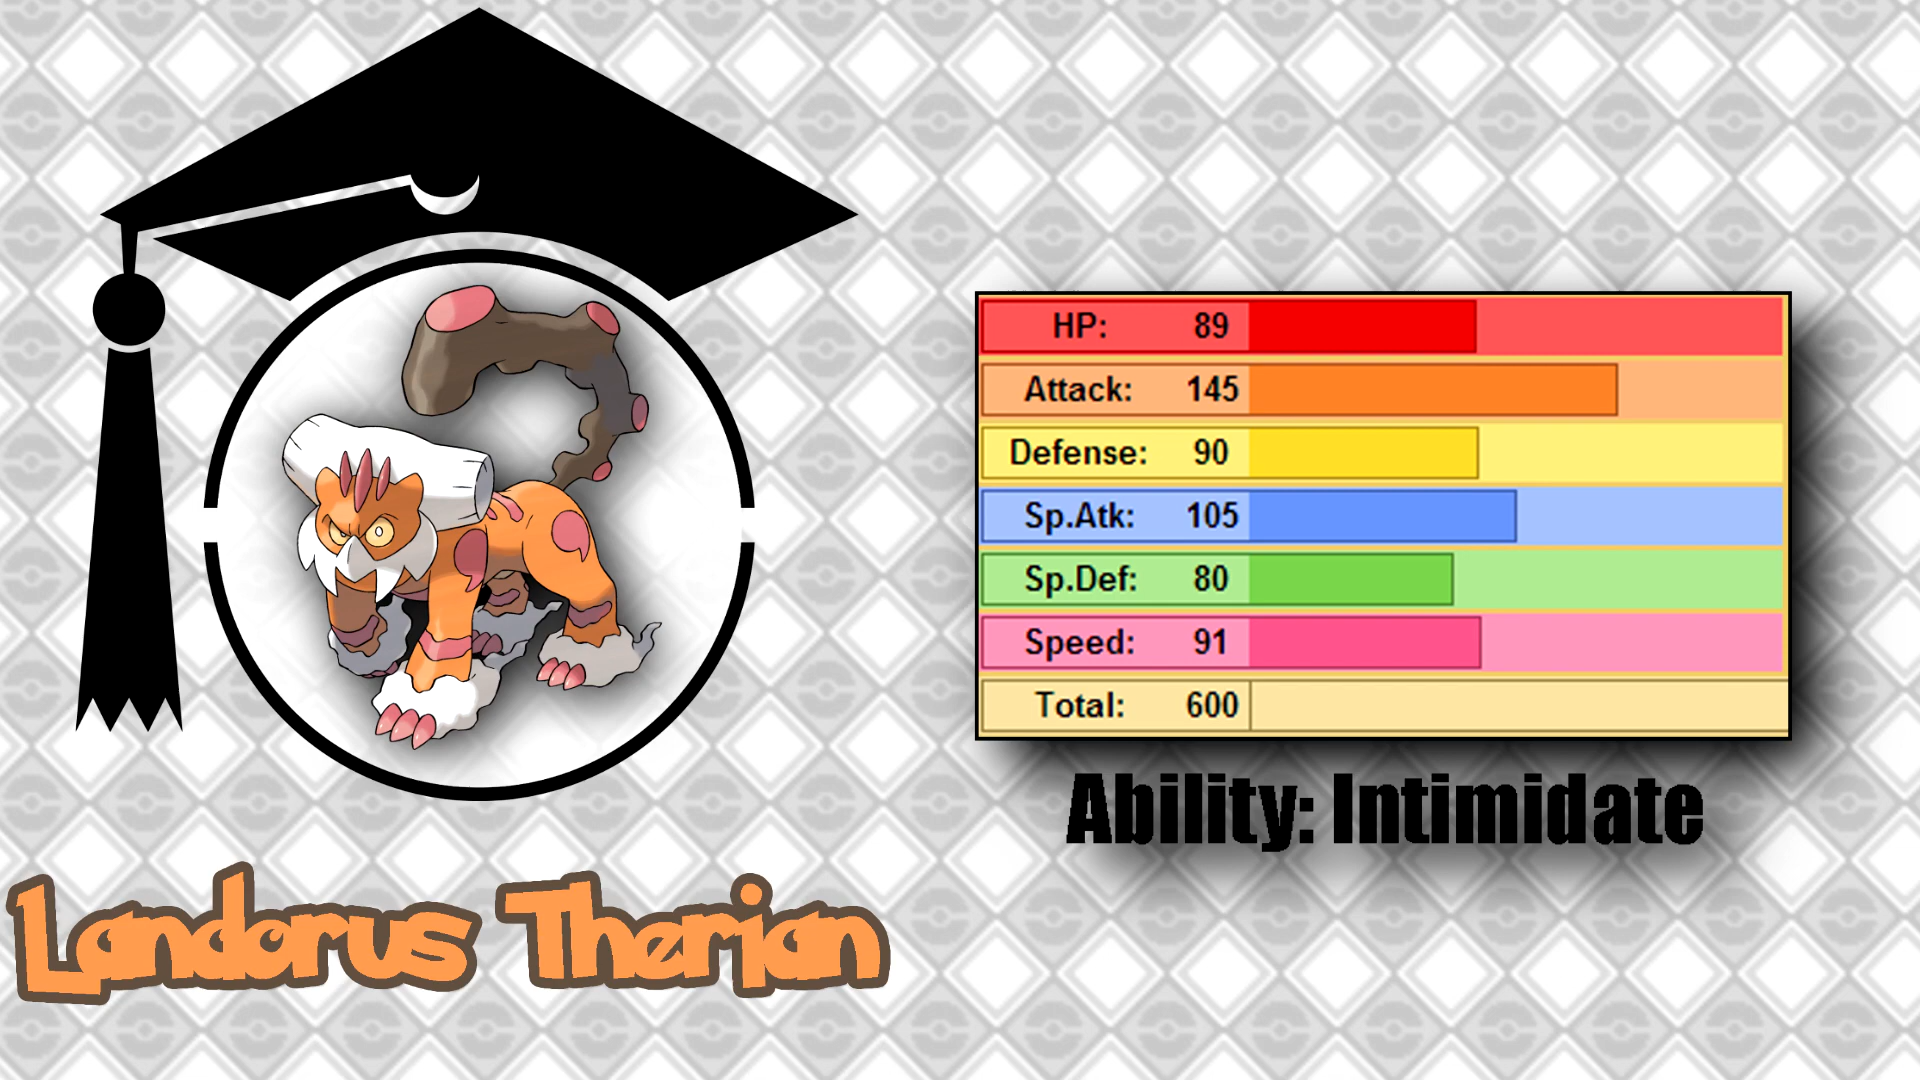 HP: 89
Attack: 145
Defense: 90
Sp.Atk: 105
Sp.Def: 80
Speed: 91
Total: 600
Ability: Intimidate
Landorus Therian